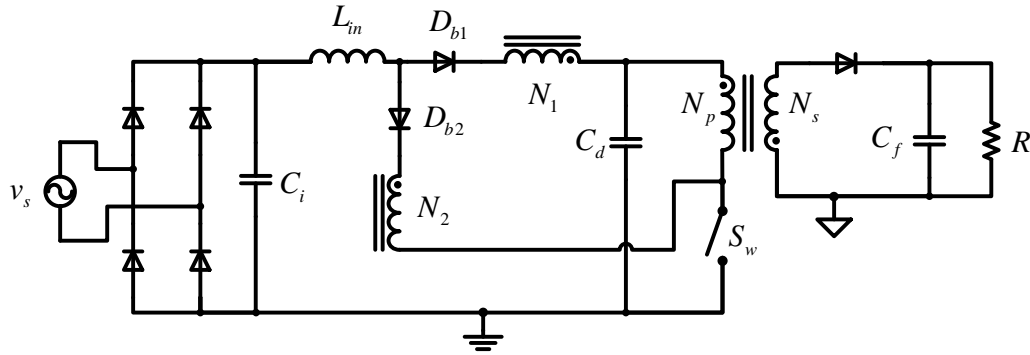 L_in
D_b1
N_1
D_b2
N_2
v_s
C_i
C_d
N_p
N_s
S_w
C_f
R